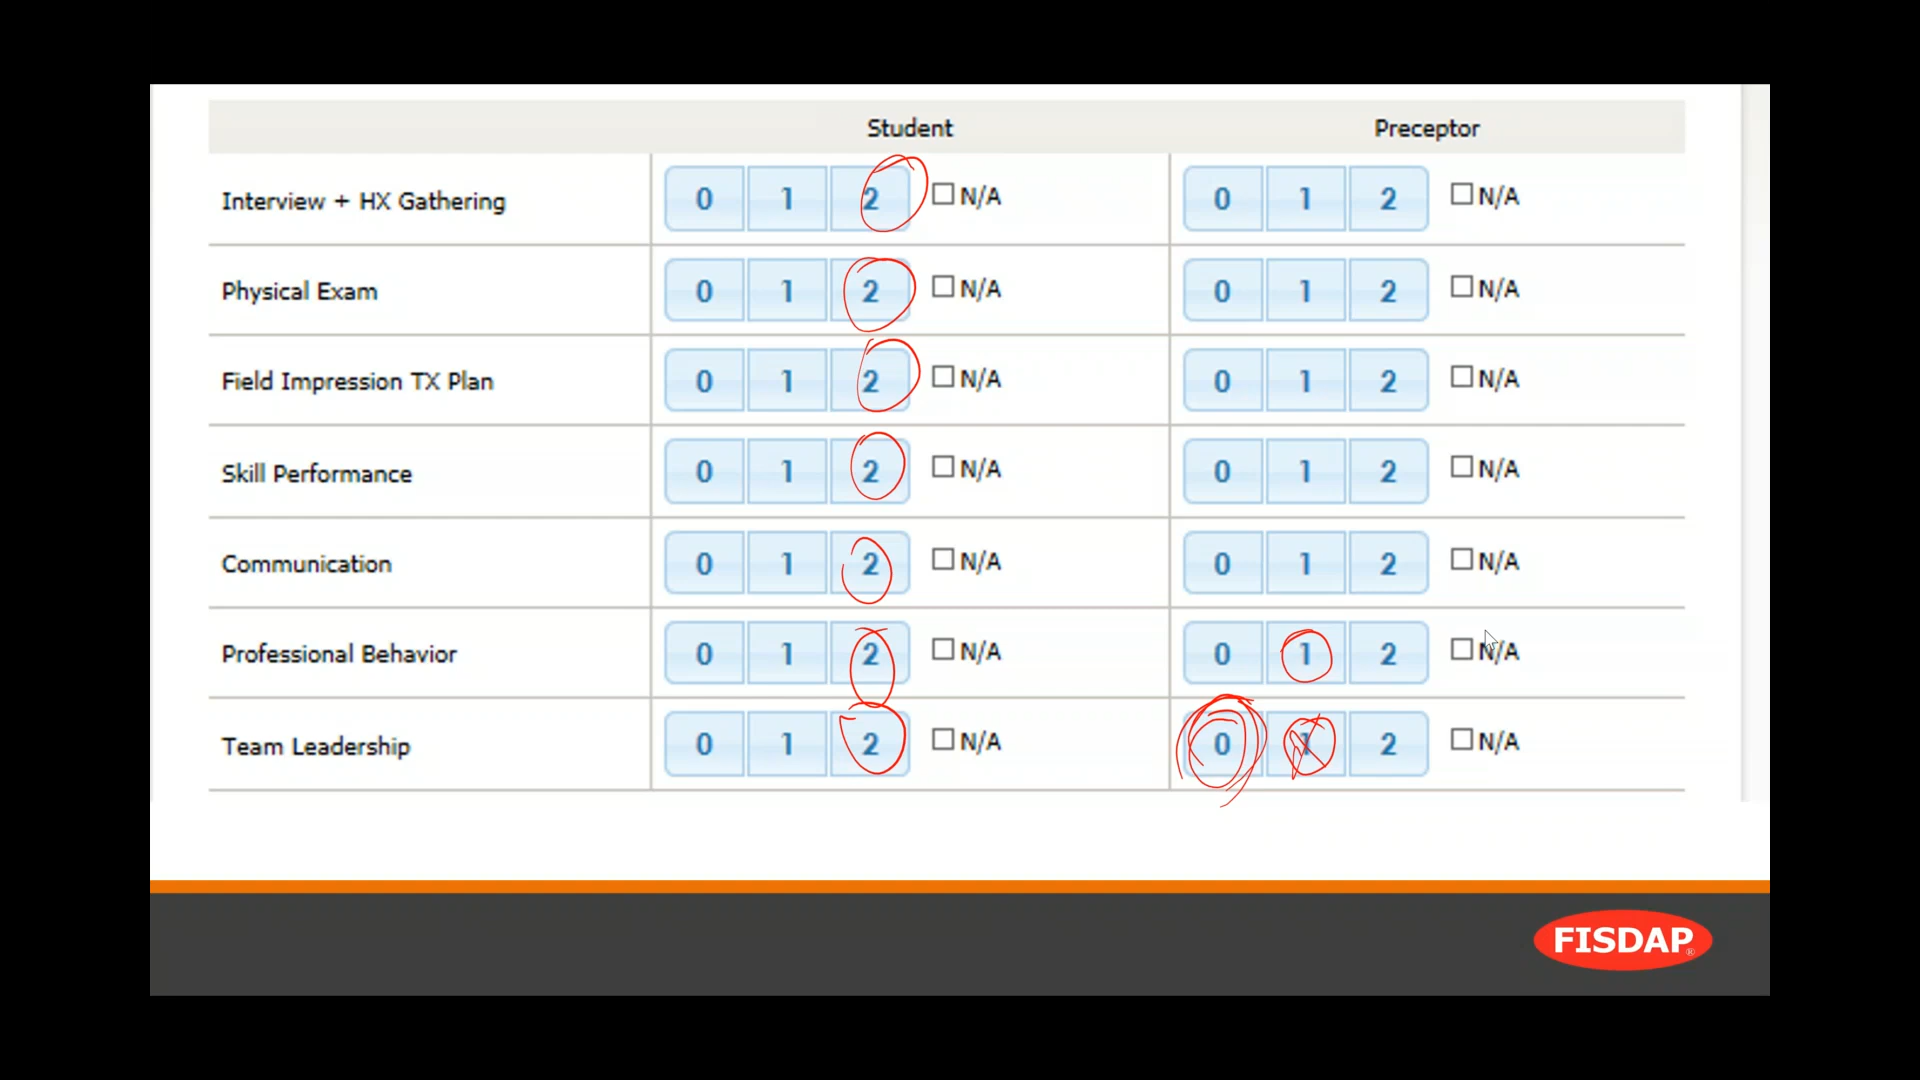 Student Preceptor
Interview + HX Gathering 0 1 2 N/A 0 1 2 N/A
Physical Exam 0 1 2 N/A 0 1 2 N/A
Field Impression TX Plan 0 1 2 N/A 0 1 2 N/A
Skill Performance 0 1 2 N/A 0 1 2 N/A
Communication 0 1 2 N/A 0 1 2 N/A
Professional Behavior 0 1 2 N/A 0 1 2 N/A
Team Leadership 0 1 2 N/A 0 1 2 N/A
FISDAP®